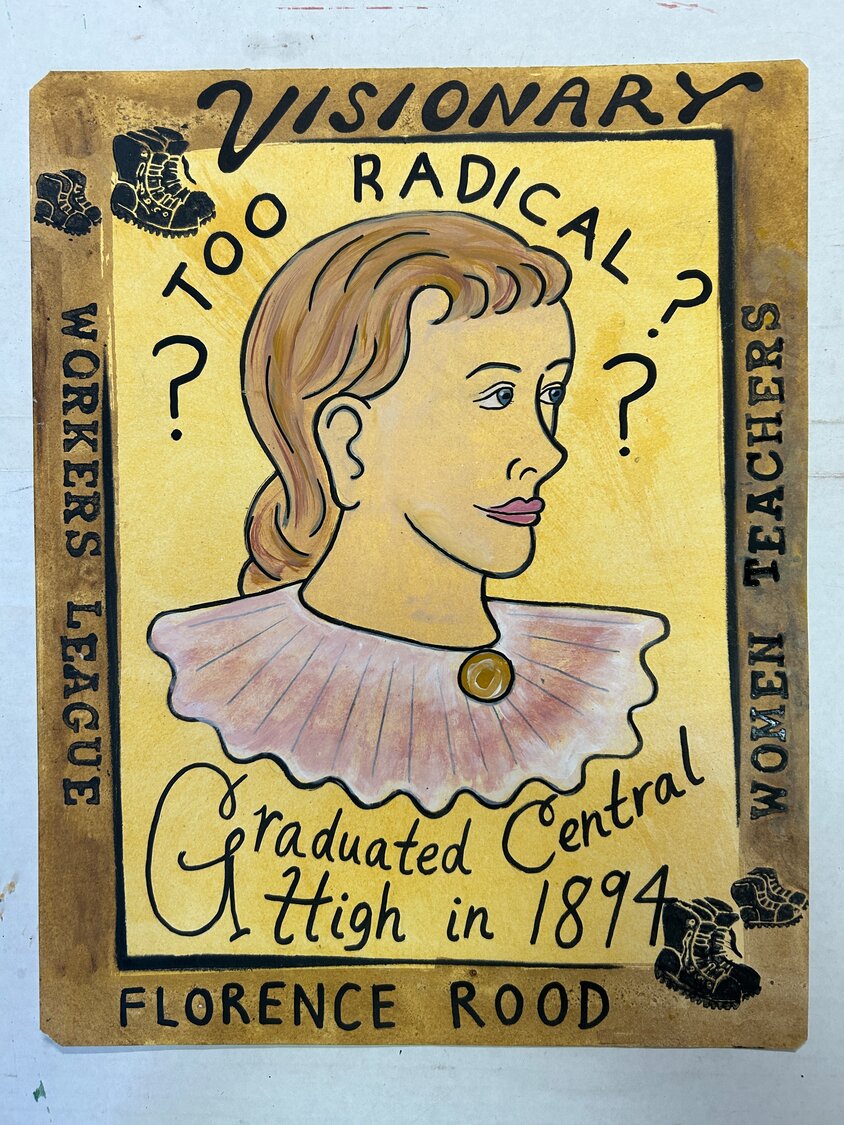 VISIONARY
? TOO RADICAL ?
? ?
WORKERS LEAGUE
WOMEN TEACHERS
Graduated Central
High in 1894
FLORENCE ROOD